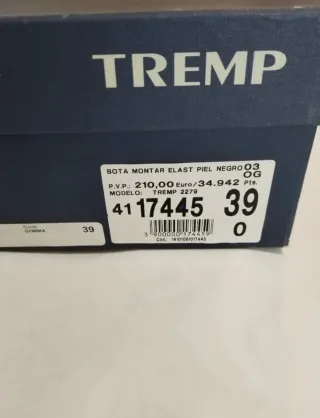 TREMP
BOTA MONTAR ELAST PIEL NEGRO 03
OG
P.V.P.: 210,00 Euro/34.942 Pts.
MODELO: TREMP 2279
41 17445 39
0
GOMMA 39